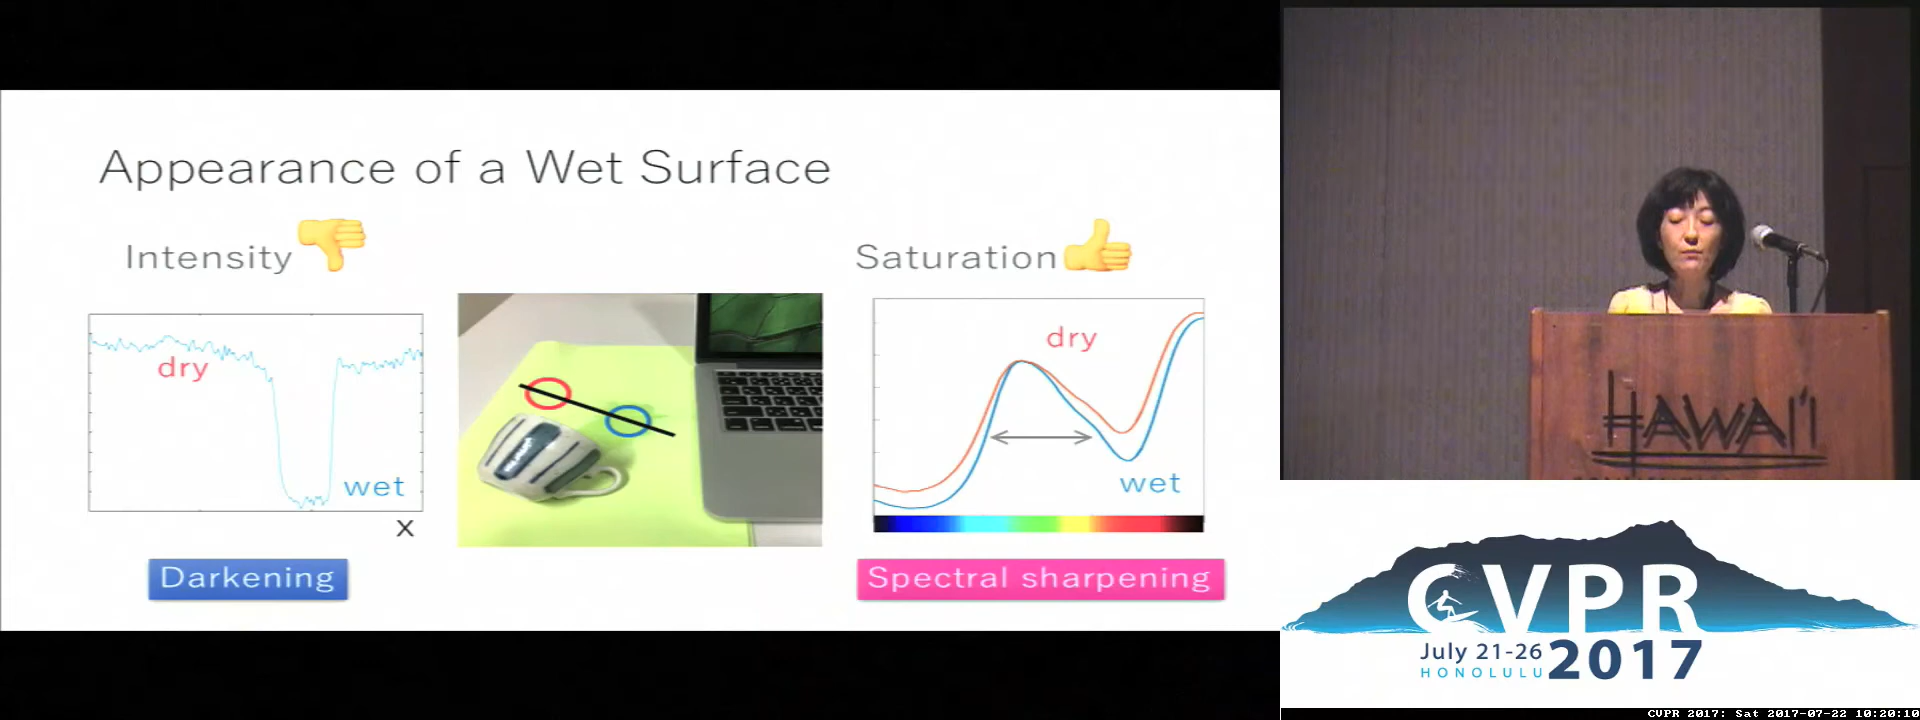 Appearance of a Wet Surface
Intensity
Saturation
dry
wet
x
dry
wet
Darkening
Spectral sharpening
HAWAI'I
CVPR
July 21-26
HONOLULU
2017
CVPR 2017: Sat 2017-07-22 10:20:10